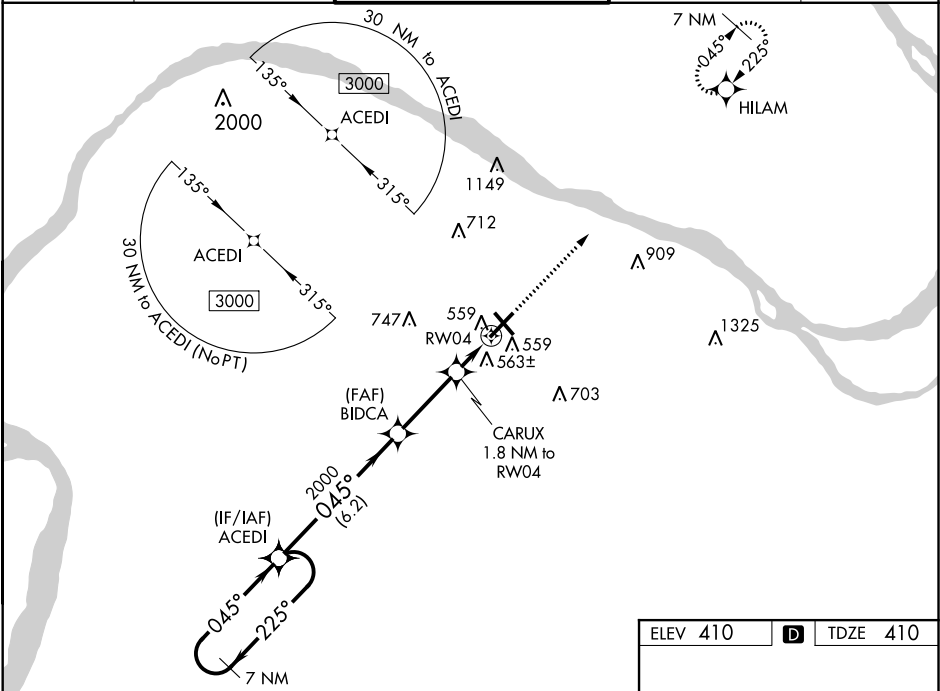 30 NM to ACEDI
135°
3000
ACEDI
315°
2000
7 NM
045°
225°
HILAM
1149
712
135°
ACEDI
315°
3000
30 NM to ACEDI (NoPT)
909
1325
747
559
RW04
559
563±
703
(FAF)
BIDCA
CARUX
1.8 NM to
RW04
2000
045°
(6.2)
(IF/IAF)
ACEDI
045°
225°
7 NM
ELEV 410 D TDZE 410